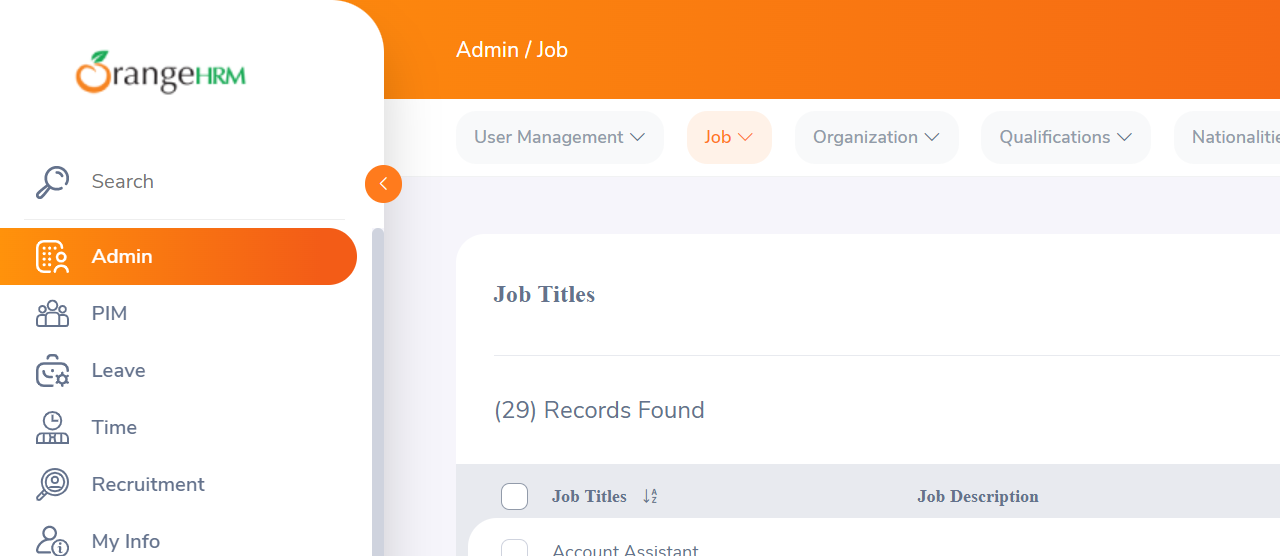 OrangeHRM
Admin / Job
User Management
Job
Organization
Qualifications
Search
Admin
PIM
Leave
Time
Recruitment
My Info
Job Titles
(29) Records Found
Job Titles
Job Description
Account Assistant